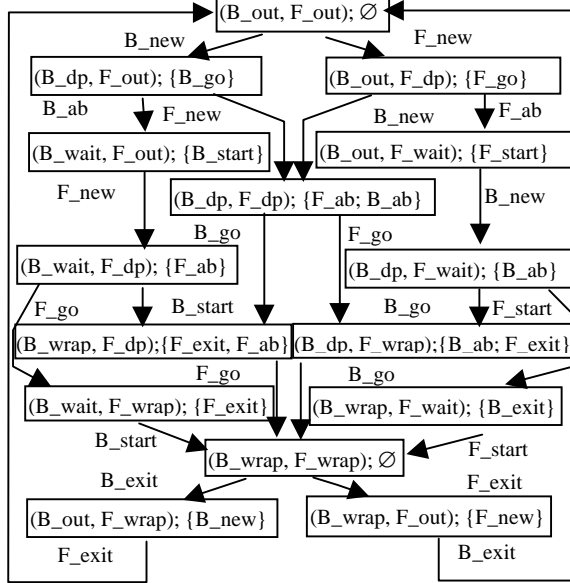 (B_out, F_out); ∅
B_new
F_new
(B_dp, F_out); {B_go}
(B_out, F_dp); {F_go}
B_ab
F_new
B_new
F_ab
(B_wait, F_out); {B_start}
(B_out, F_wait); {F_start}
F_new
(B_dp, F_dp); {F_ab; B_ab}
B_new
B_go
F_go
(B_wait, F_dp); {F_ab}
(B_dp, F_wait); {B_ab}
F_go
B_start
B_go
F_start
(B_wrap, F_dp);{F_exit, F_ab}
(B_dp, F_wrap);{B_ab; F_exit}
F_go
B_go
(B_wait, F_wrap); {F_exit}
(B_wrap, F_wait); {B_exit}
B_start
(B_wrap, F_wrap); ∅
F_start
B_exit
F_exit
(B_out, F_wrap); {B_new}
(B_wrap, F_out); {F_new}
F_exit
B_exit